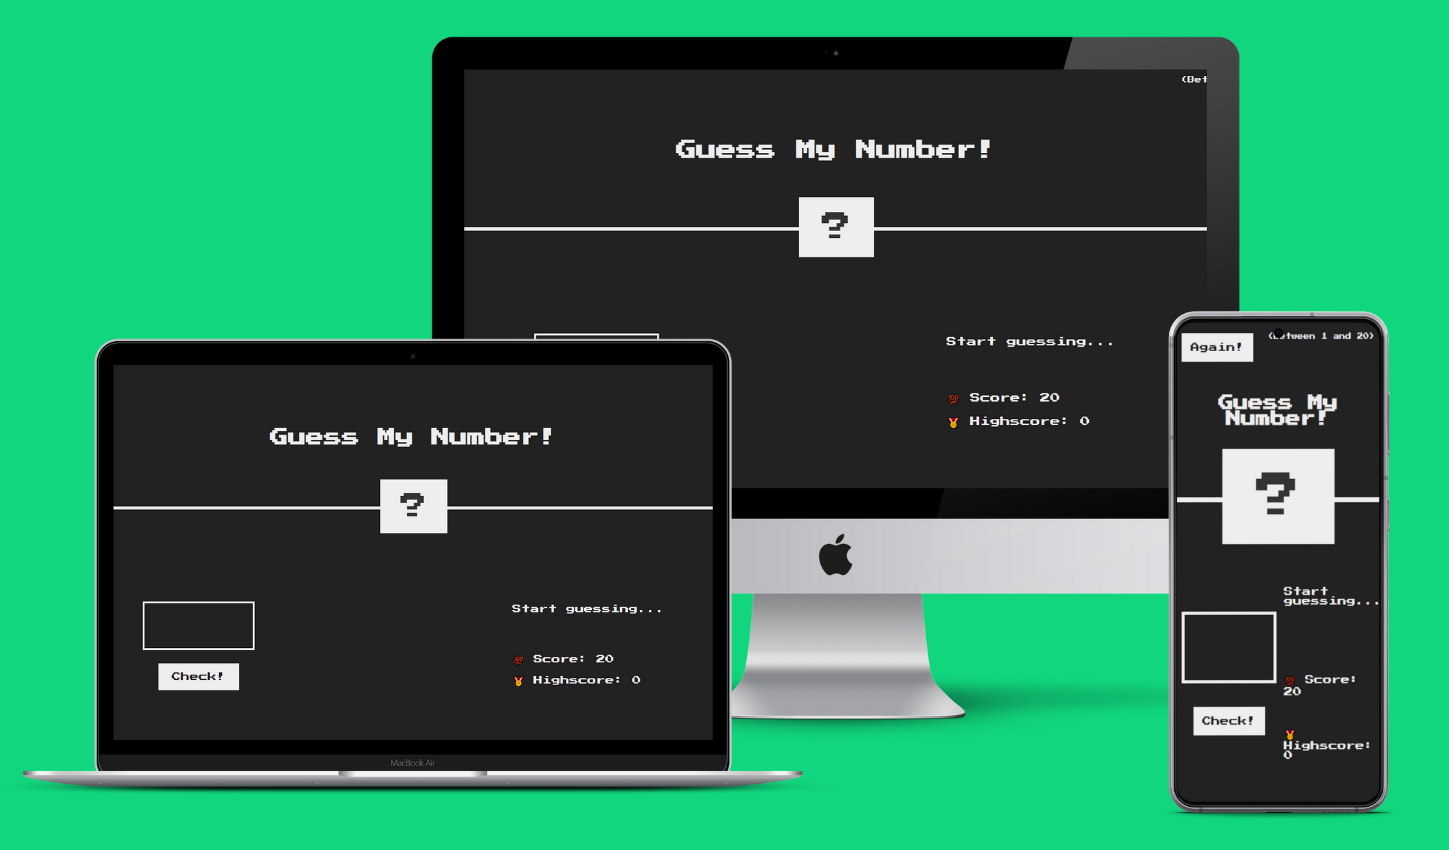 (Bet
Guess My Number!
?
Start guessing...
💯 Score: 20
🏅 Highscore: 0
Guess My Number!
?
Start guessing...
Check!
💯 Score: 20
🏅 Highscore: 0
MacBook Air
Again!
(Between 1 and 20)
Guess My
Number!
?
Start
guessing...
💯 Score:
20
Check!
🏅
Highscore:
0